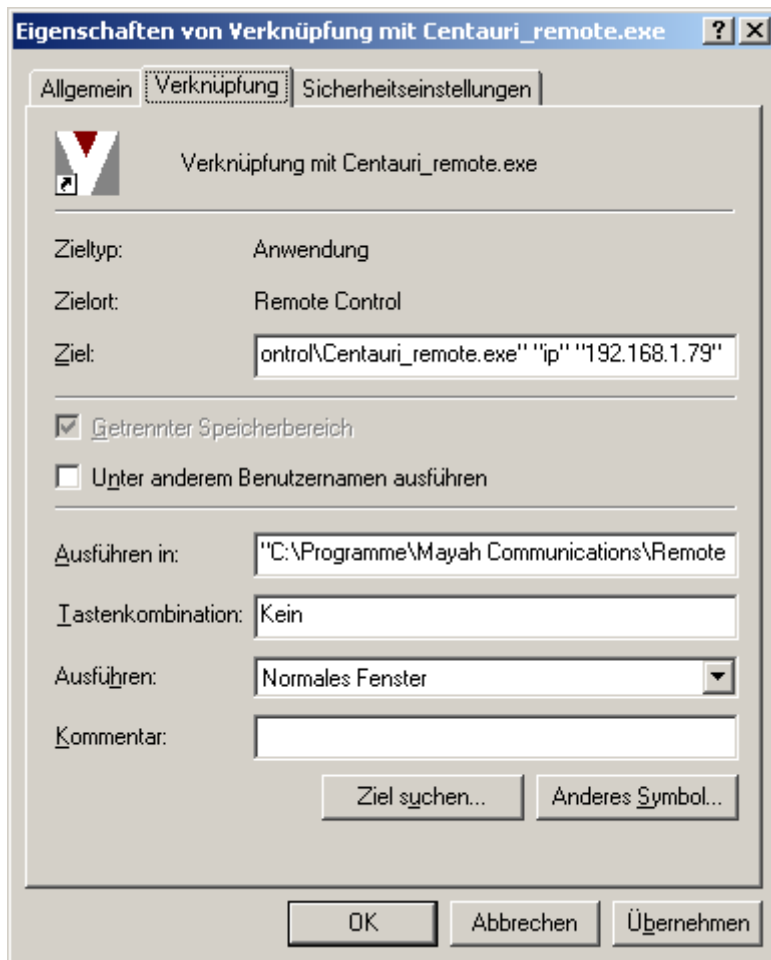 Eigenschaften von Verknüpfung mit Centauri_remote.exe
Allgemein Verknüpfung Sicherheitseinstellungen
Verknüpfung mit Centauri_remote.exe
Zieltyp: Anwendung
Zielort: Remote Control
Ziel: ontrol\Centauri_remote.exe" "ip" "192.168.1.79"
Getrennter Speicherbereich
Unter anderem Benutzernamen ausführen
Ausführen in: "C:\Programme\Mayah Communications\Remote
Tastenkombination: Kein
Ausführen: Normales Fenster
Kommentar:
Ziel suchen... Anderes Symbol...
OK Abbrechen Übernehmen